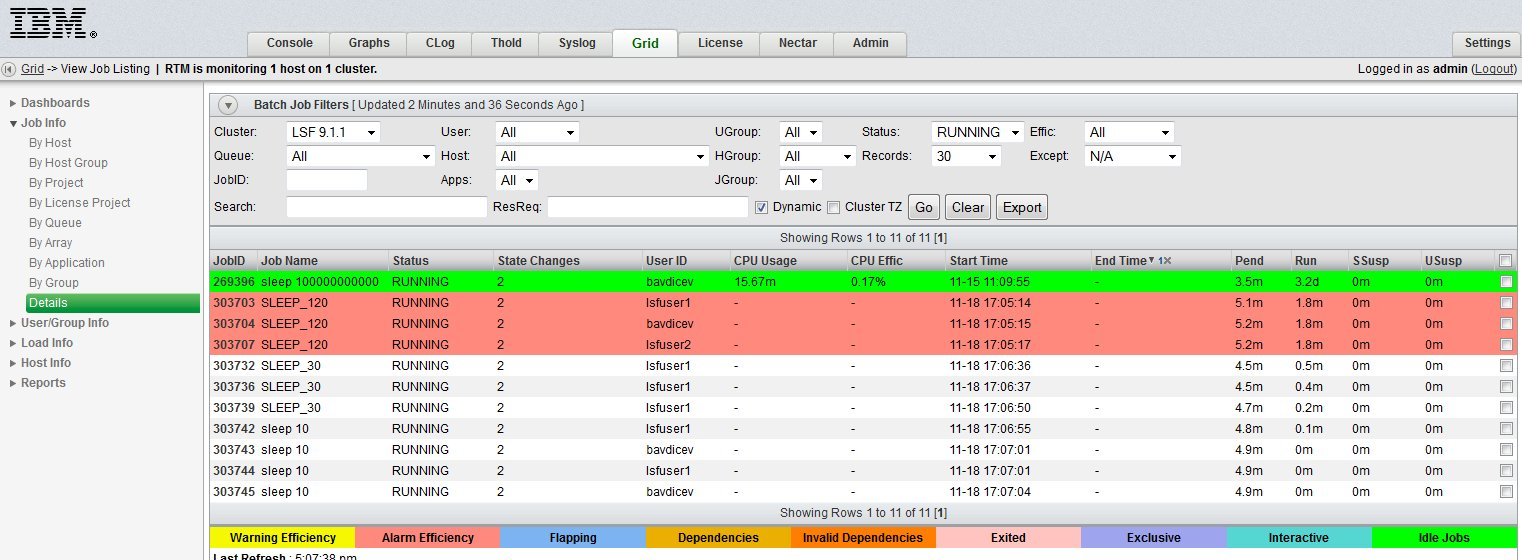 IBM®
Console Graphs CLog Thold Syslog Grid License Nectar Admin Settings
Grid -> View Job Listing | RTM is monitoring 1 host on 1 cluster. Logged in as admin (Logout)
Dashboards
Job Info
By Host
By Host Group
By Project
By License Project
By Queue
By Array
By Application
By Group
Details
User/Group Info
Load Info
Host Info
Reports
Batch Job Filters [ Updated 2 Minutes and 36 Seconds Ago ]
Cluster: LSF 9.1.1 User: All UGroup: All Status: RUNNING Effic: All
Queue: All Host: All HGroup: All Records: 30 Except: N/A
JobID: Apps: All JGroup: All
Search: ResReq: Dynamic Cluster TZ Go Clear Export
Showing Rows 1 to 11 of 11 [1]
JobID Job Name Status State Changes User ID CPU Usage CPU Effic Start Time End Time 1 Pend Run SSusp USusp
269396 sleep 100000000000 RUNNING 2 bavdicev 15.67m 0.17% 11-15 11:09:55 - 3.5m 3.2d 0m 0m
303703 SLEEP_120 RUNNING 2 lsfuser1 - - 11-18 17:05:14 - 5.1m 1.8m 0m 0m
303704 SLEEP_120 RUNNING 2 bavdicev - - 11-18 17:05:15 - 5.2m 1.8m 0m 0m
303707 SLEEP_120 RUNNING 2 lsfuser2 - - 11-18 17:05:17 - 5.2m 1.8m 0m 0m
303732 SLEEP_30 RUNNING 2 lsfuser1 - - 11-18 17:06:36 - 4.5m 0.5m 0m 0m
303736 SLEEP_30 RUNNING 2 lsfuser1 - - 11-18 17:06:37 - 4.5m 0.4m 0m 0m
303739 SLEEP_30 RUNNING 2 lsfuser1 - - 11-18 17:06:50 - 4.7m 0.2m 0m 0m
303742 sleep 10 RUNNING 2 lsfuser1 - - 11-18 17:06:55 - 4.8m 0.1m 0m 0m
303743 sleep 10 RUNNING 2 bavdicev - - 11-18 17:07:01 - 4.9m 0m 0m 0m
303744 sleep 10 RUNNING 2 lsfuser1 - - 11-18 17:07:01 - 4.9m 0m 0m 0m
303745 sleep 10 RUNNING 2 bavdicev - - 11-18 17:07:04 - 4.9m 0m 0m 0m
Showing Rows 1 to 11 of 11 [1]
Warning Efficiency Alarm Efficiency Flapping Dependencies Invalid Dependencies Exited Exclusive Interactive Idle Jobs
Last Refresh : 5:07:38 pm